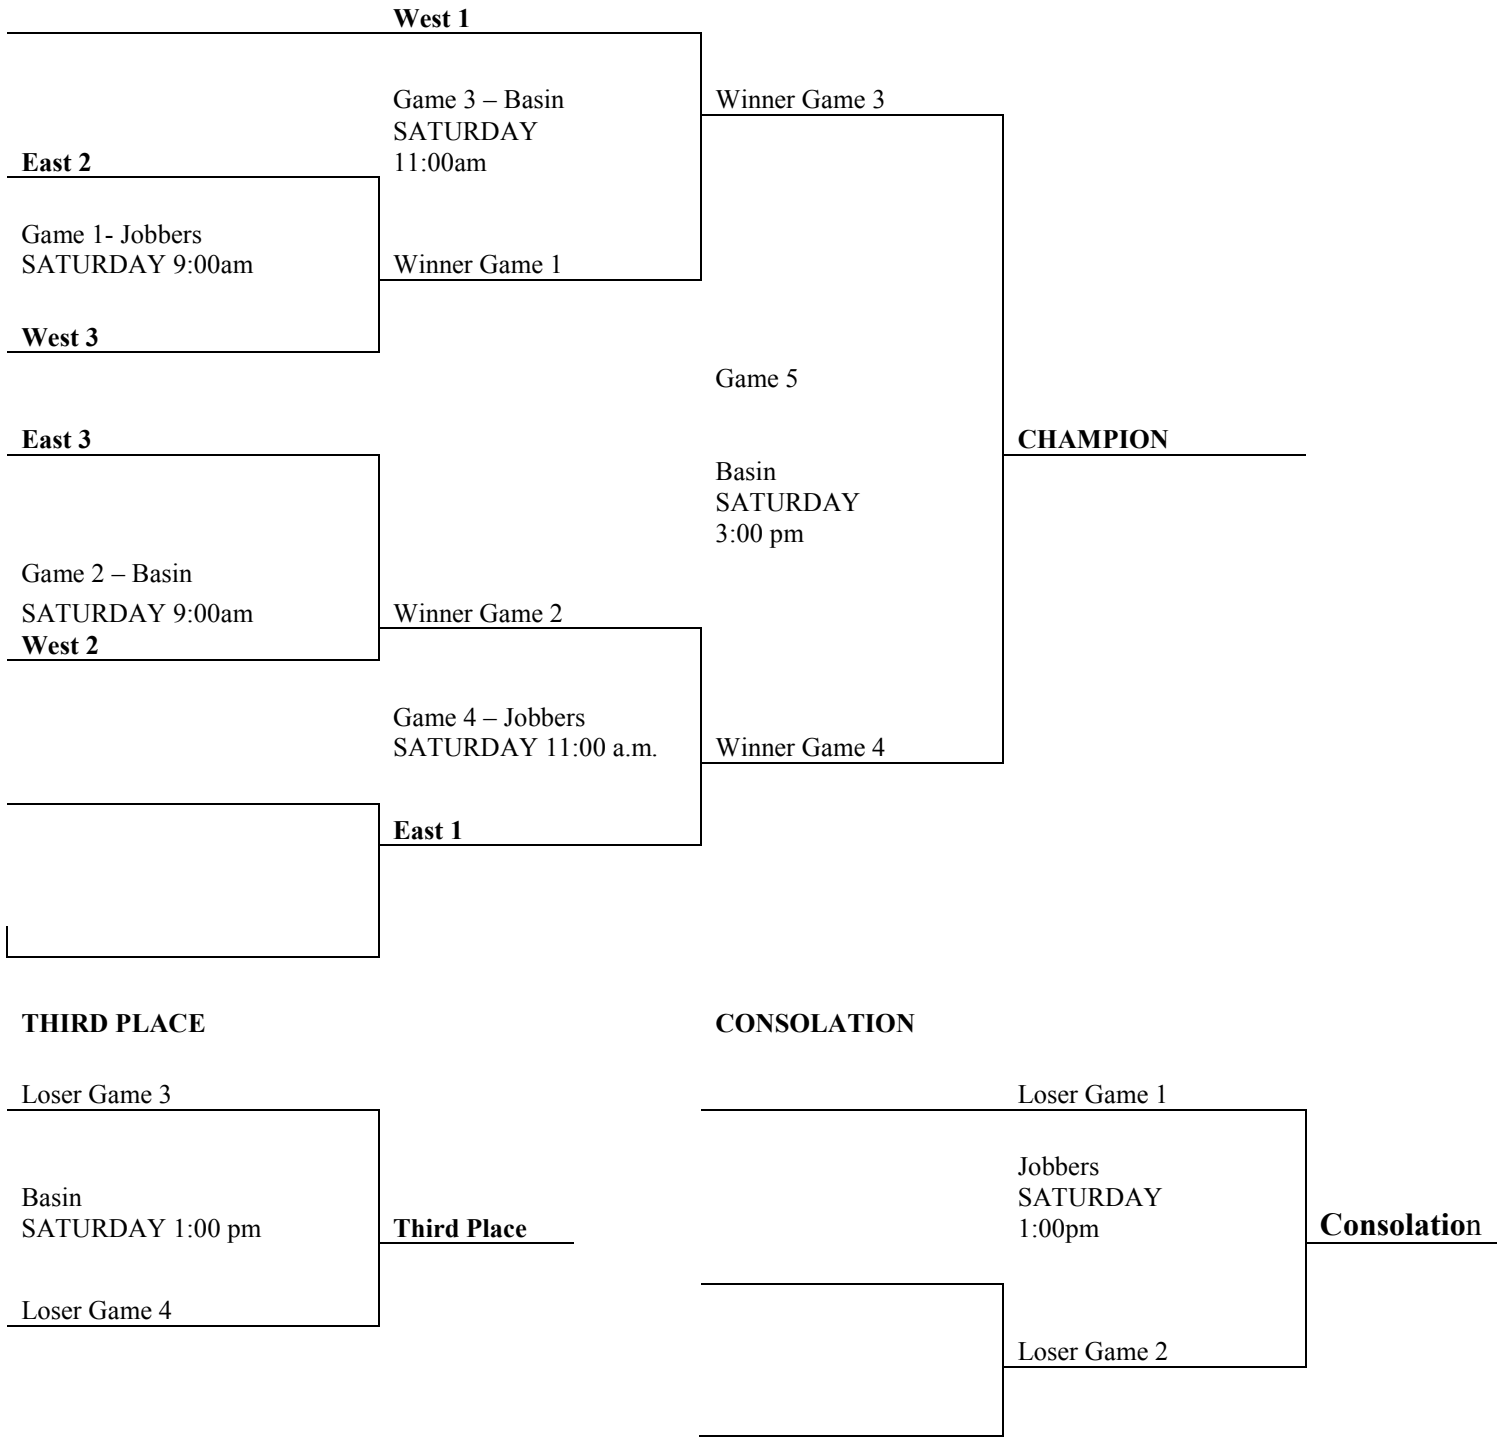 West 1
Game 3 – Basin
SATURDAY
11:00am
Winner Game 3
East 2
Game 1- Jobbers
SATURDAY 9:00am
Winner Game 1
West 3
Game 5
East 3
CHAMPION
Basin
SATURDAY
3:00 pm
Game 2 – Basin
SATURDAY 9:00am
Winner Game 2
West 2
Game 4 – Jobbers
SATURDAY 11:00 a.m.
Winner Game 4
East 1
THIRD PLACE
Loser Game 3
Basin
SATURDAY 1:00 pm
Third Place
Loser Game 4
CONSOLATION
Loser Game 1
Jobbers
SATURDAY
1:00pm
Consolation
Loser Game 2